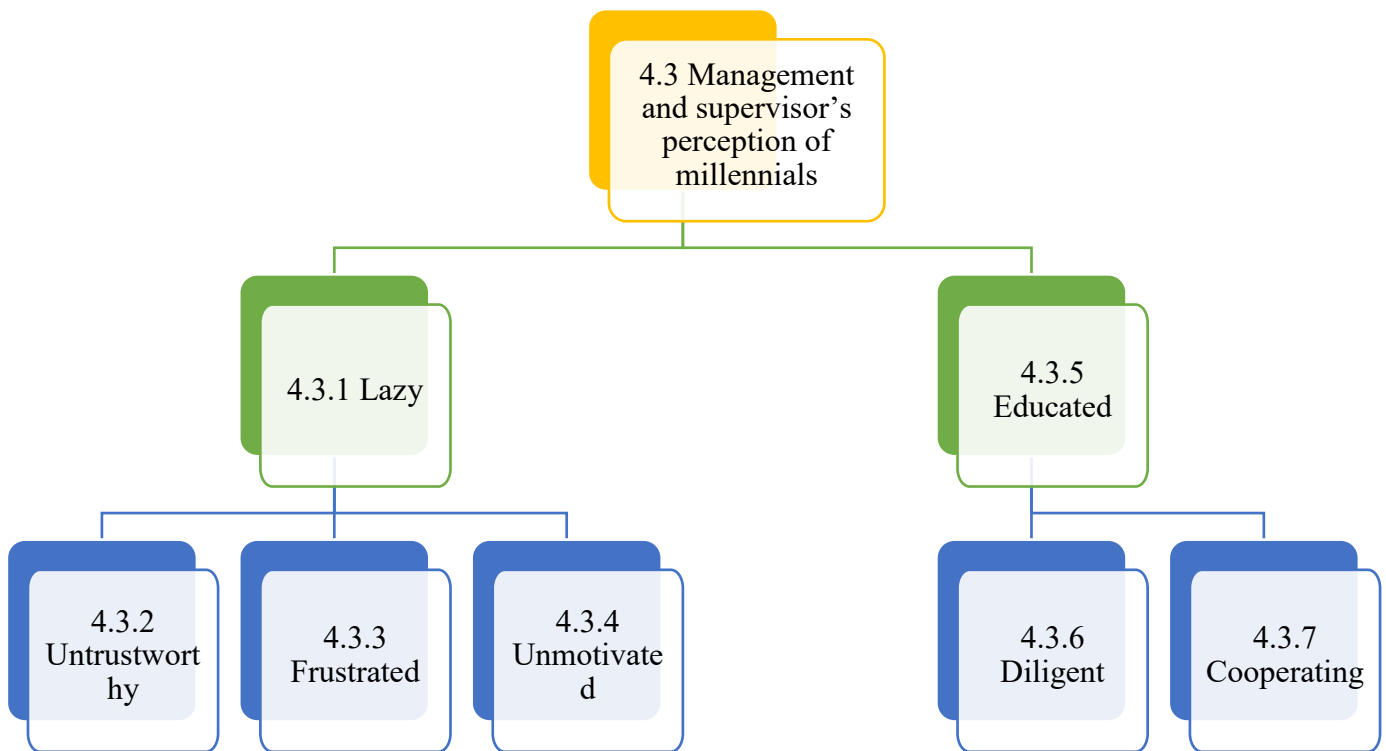 4.3 Management
and supervisor’s
perception of
millennials
4.3.1 Lazy
4.3.5
Educated
4.3.2
Untrustwort
hy
4.3.3
Frustrated
4.3.4
Unmotivate
d
4.3.6
Diligent
4.3.7
Cooperating